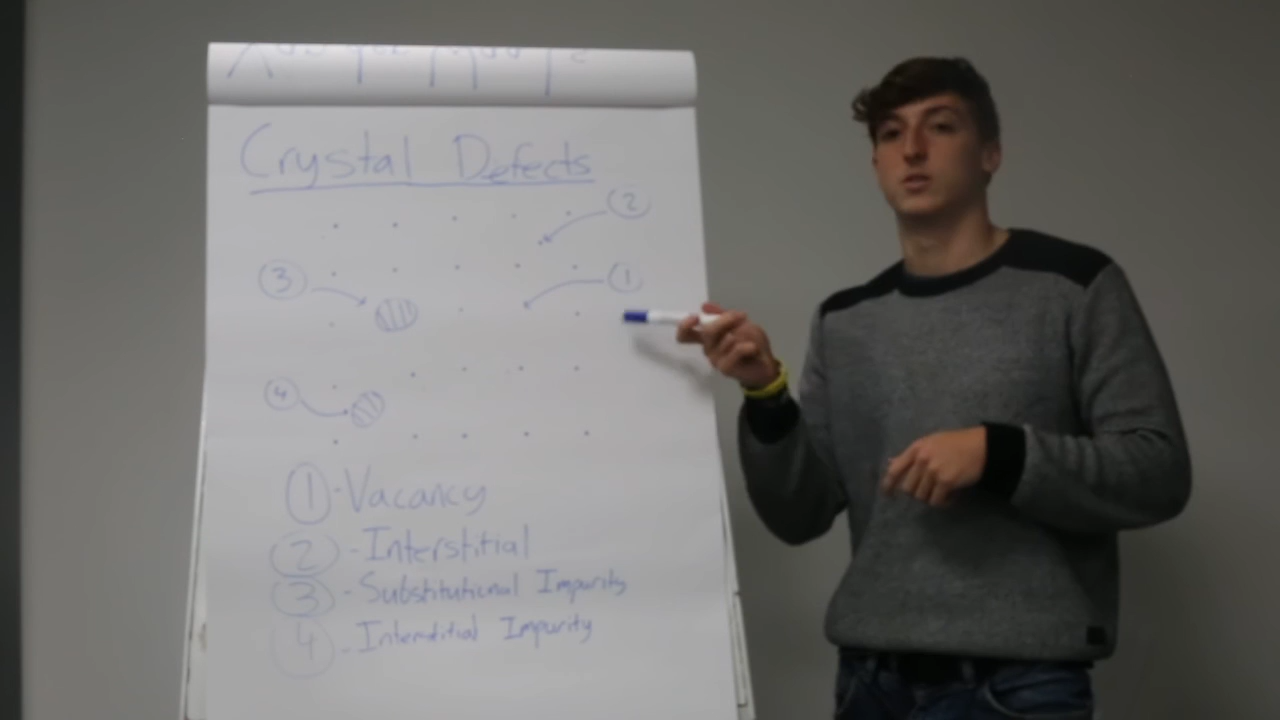 Crystal Defects
2
3
1
4
1 - Vacancy
2 - Interstitial
3 - Substitutional Impurity
4 - Interstitial Impurity